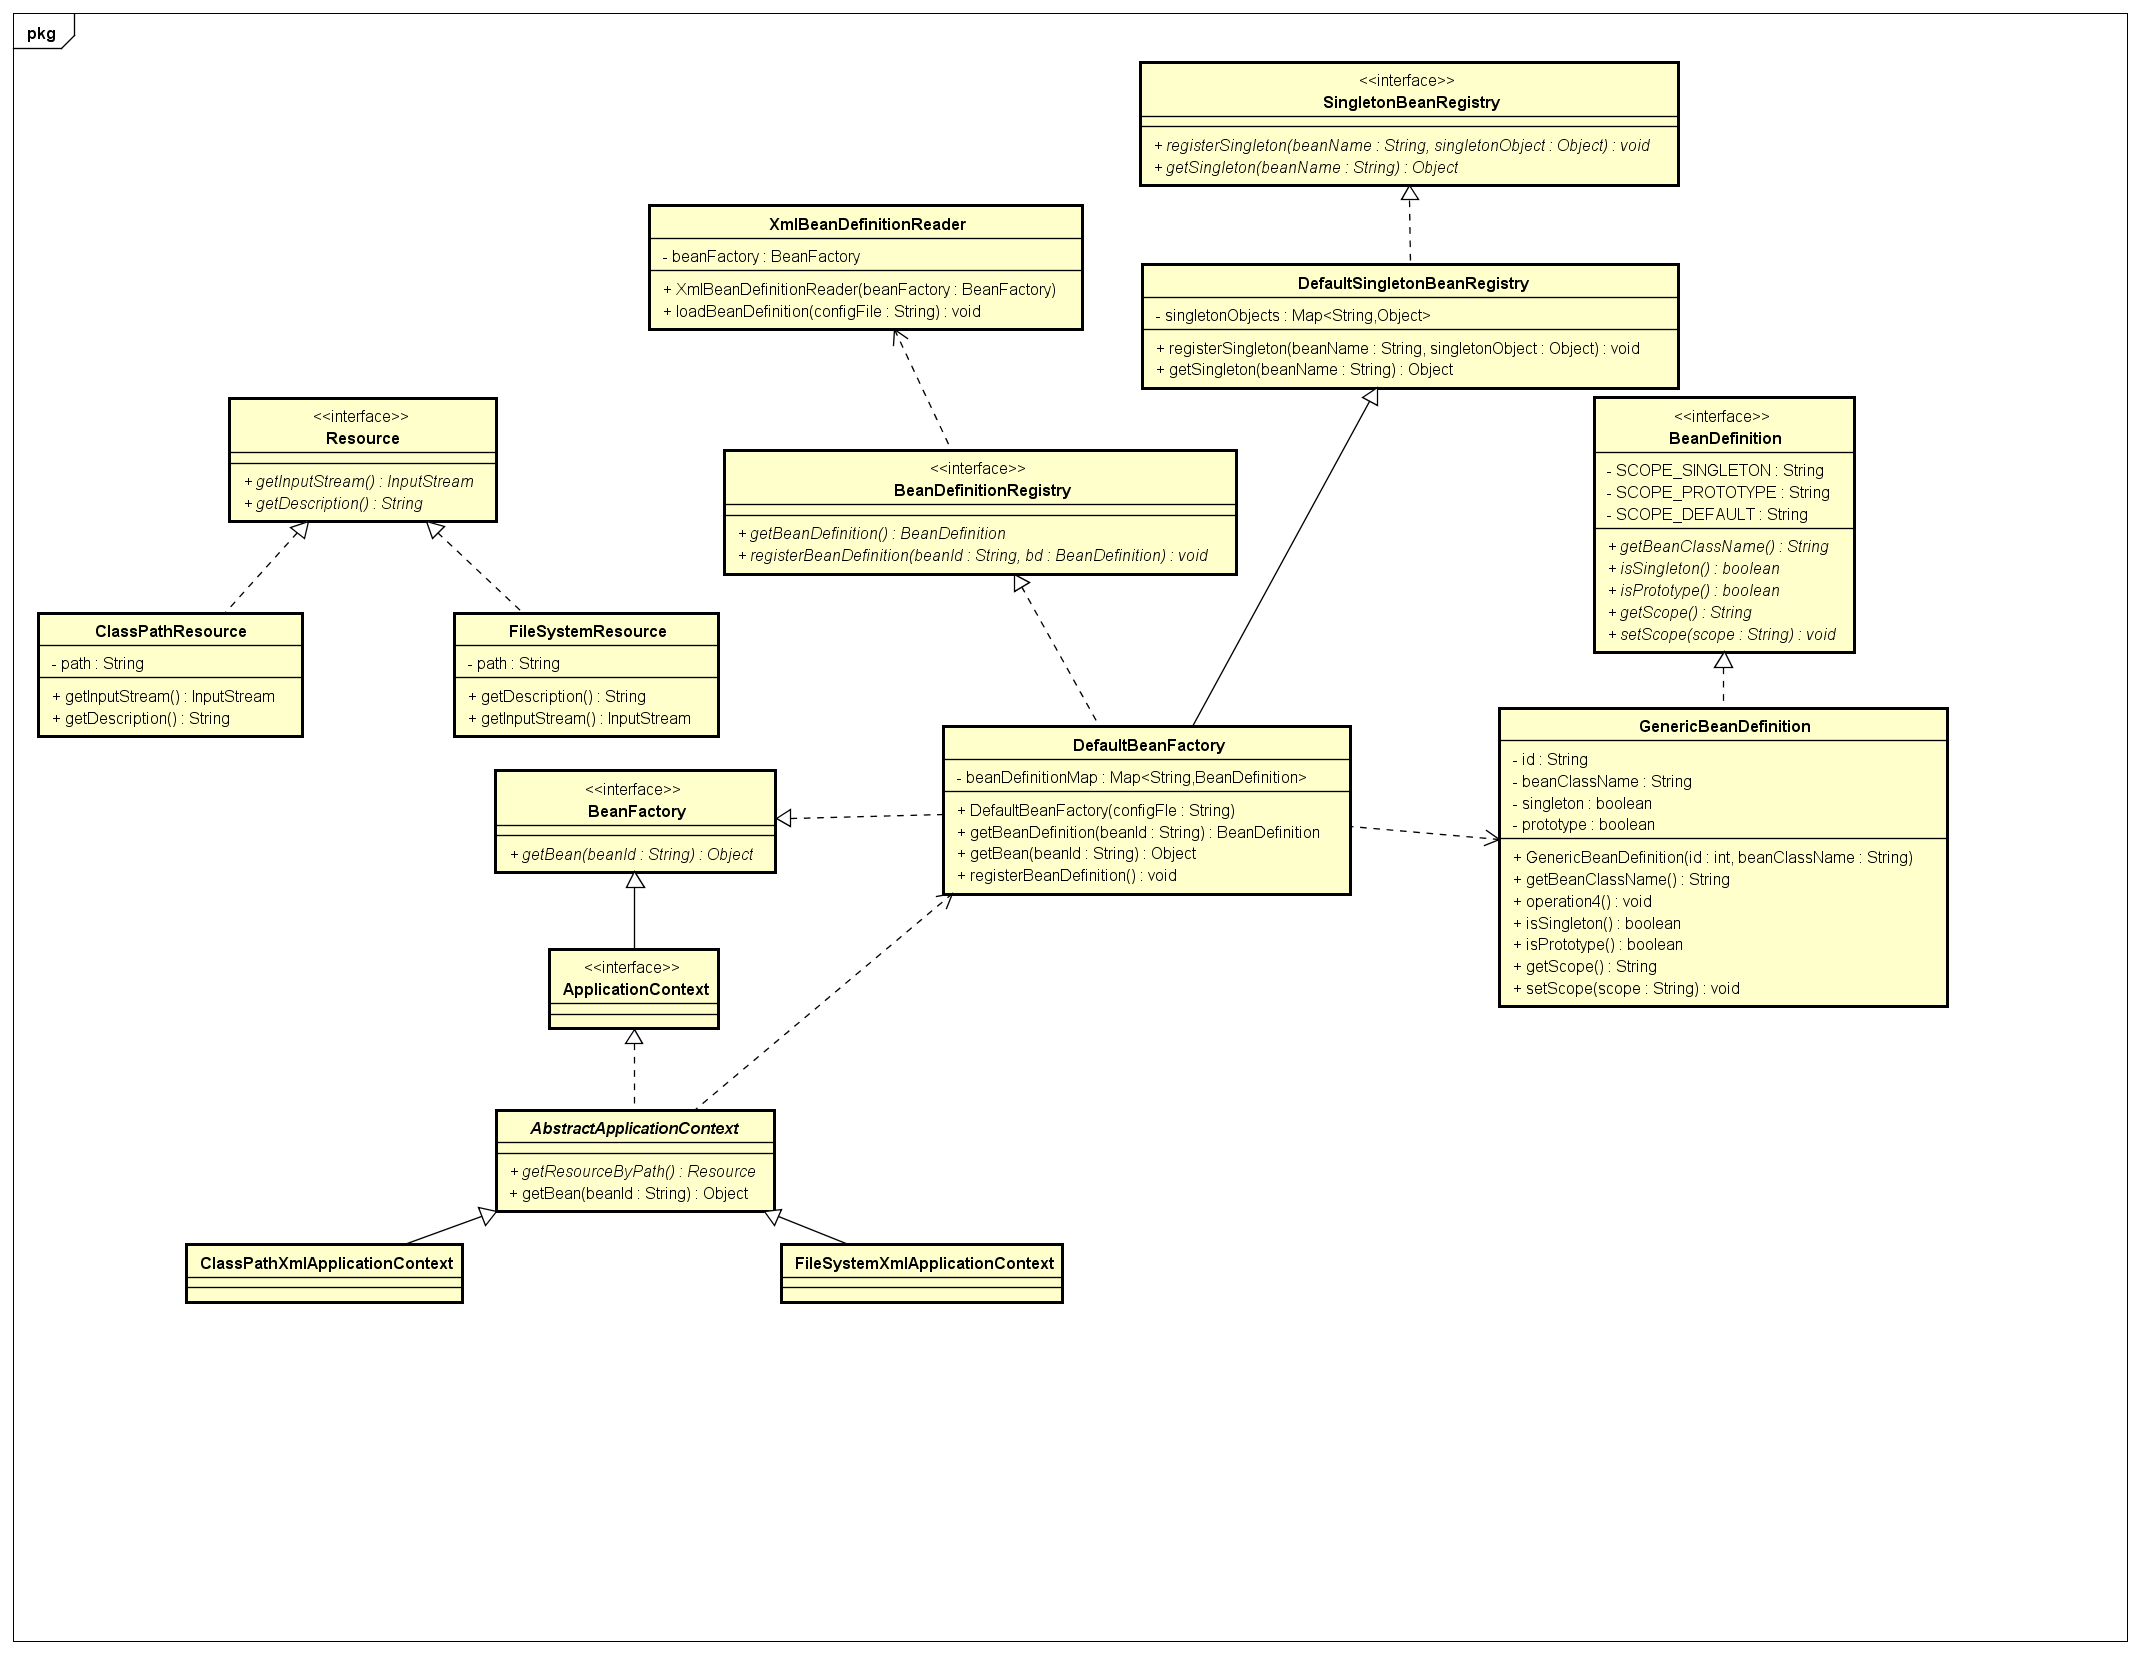 pkg
<<interface>>
SingletonBeanRegistry
+ registerSingleton(beanName : String, singletonObject : Object) : void
+ getSingleton(beanName : String) : Object
XmlBeanDefinitionReader
- beanFactory : BeanFactory
+ XmlBeanDefinitionReader(beanFactory : BeanFactory)
+ loadBeanDefinition(configFile : String) : void
DefaultSingletonBeanRegistry
- singletonObjects : Map<String,Object>
+ registerSingleton(beanName : String, singletonObject : Object) : void
+ getSingleton(beanName : String) : Object
<<interface>>
Resource
+ getInputStream() : InputStream
+ getDescription() : String
<<interface>>
BeanDefinitionRegistry
+ getBeanDefinition() : BeanDefinition
+ registerBeanDefinition(beanId : String, bd : BeanDefinition) : void
<<interface>>
BeanDefinition
- SCOPE_SINGLETON : String
- SCOPE_PROTOTYPE : String
- SCOPE_DEFAULT : String
+ getBeanClassName() : String
+ isSingleton() : boolean
+ isPrototype() : boolean
+ getScope() : String
+ setScope(scope : String) : void
ClassPathResource
- path : String
+ getInputStream() : InputStream
+ getDescription() : String
FileSystemResource
- path : String
+ getDescription() : String
+ getInputStream() : InputStream
<<interface>>
BeanFactory
+ getBean(beanId : String) : Object
DefaultBeanFactory
- beanDefinitionMap : Map<String,BeanDefinition>
+ DefaultBeanFactory(configFIe : String)
+ getBeanDefinition(beanId : String) : BeanDefinition
+ getBean(beanId : String) : Object
+ registerBeanDefinition() : void
GenericBeanDefinition
- id : String
- beanClassName : String
- singleton : boolean
- prototype : boolean
+ GenericBeanDefinition(id : int, beanClassName : String)
+ getBeanClassName() : String
+ operation4() : void
+ isSingleton() : boolean
+ isPrototype() : boolean
+ getScope() : String
+ setScope(scope : String) : void
<<interface>>
ApplicationContext
AbstractApplicationContext
+ getResourceByPath() : Resource
+ getBean(beanId : String) : Object
ClassPathXmlApplicationContext
FileSystemXmlApplicationContext